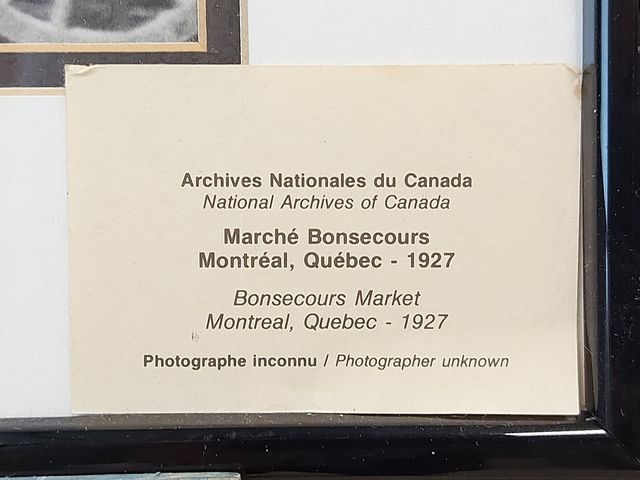 Archives Nationales du Canada
National Archives of Canada
Marché Bonsecours
Montréal, Québec - 1927
Bonsecours Market
Montreal, Quebec - 1927
Photographe inconnu / Photographer unknown